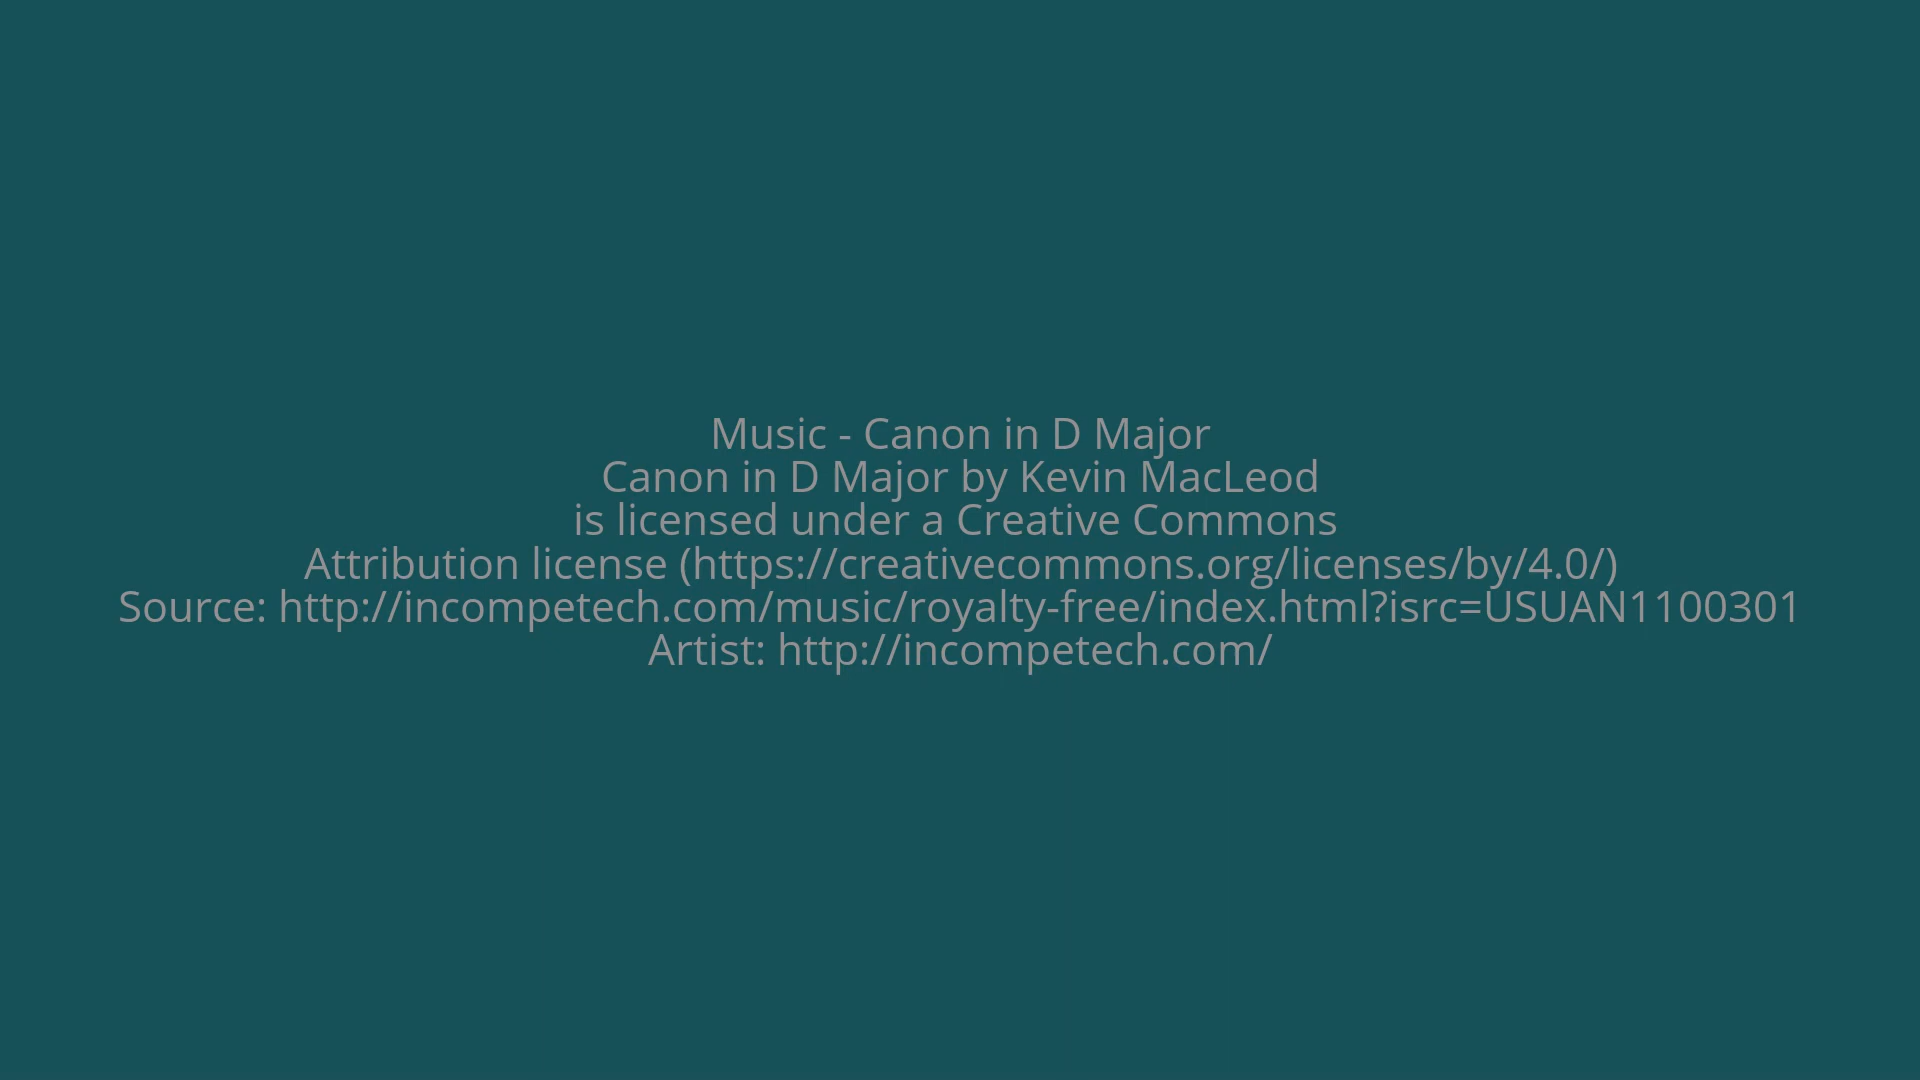 Music - Canon in D Major
Canon in D Major by Kevin MacLeod
is licensed under a Creative Commons
Attribution license (https://creativecommons.org/licenses/by/4.0/)
Source: http://incompetech.com/music/royalty-free/index.html?isrc=USUAN1100301
Artist: http://incompetech.com/